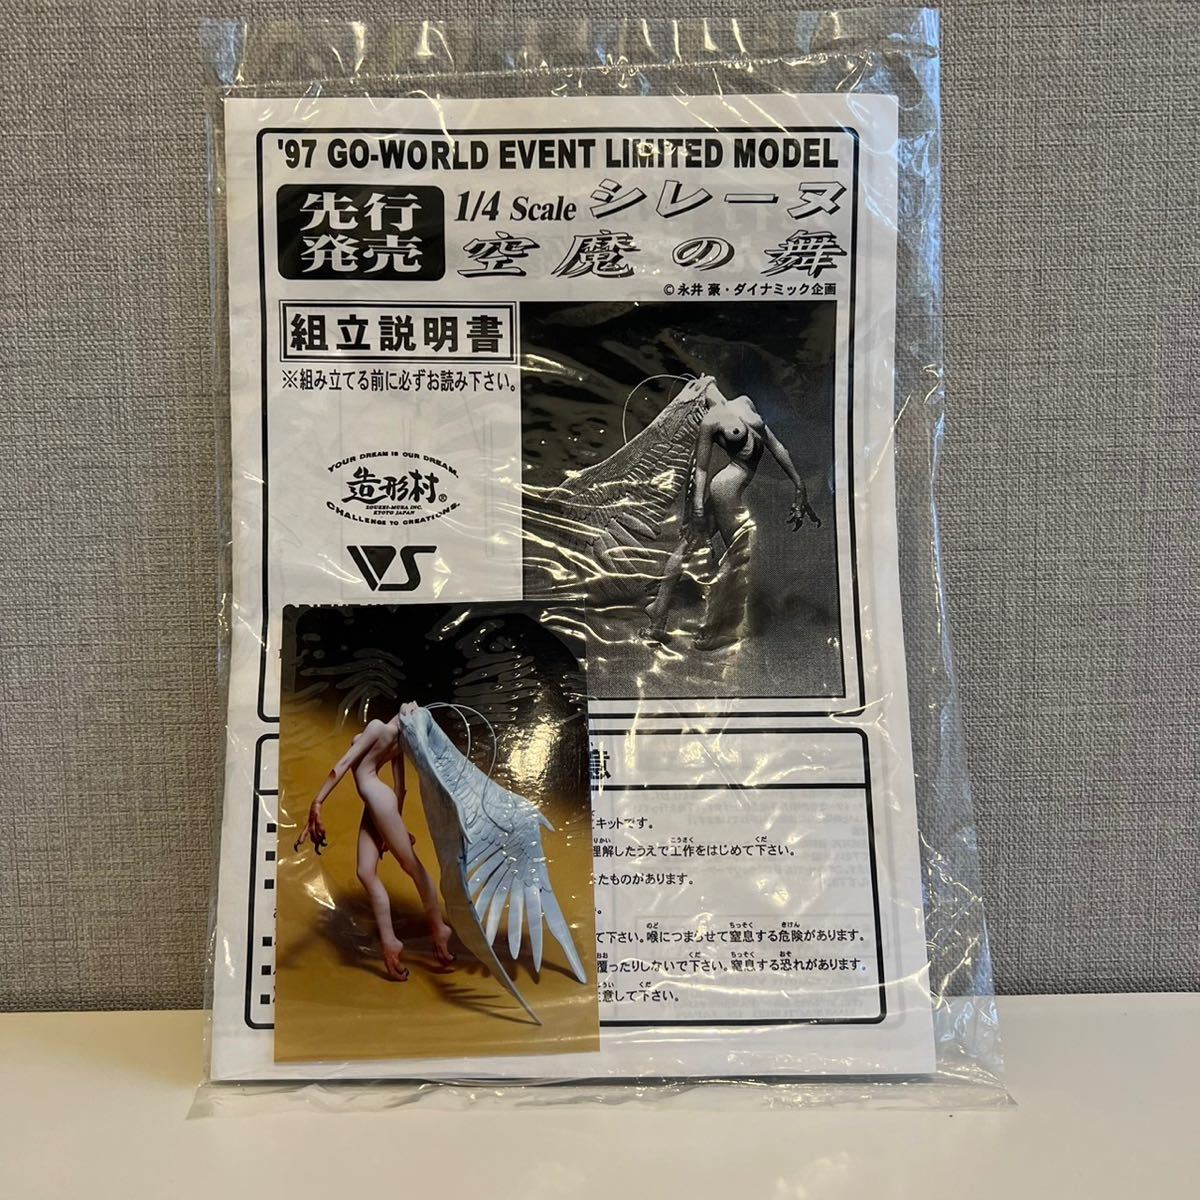 '97 GO-WORLD EVENT LIMITED MODEL
先行発売
1/4 Scale シレーヌ
空魔の舞
©永井豪・ダイナミック企画
組立説明書
※組み立てる前に必ずお読み下さい。
YOUR DREAM IS OUR DREAM.
造形村®
ZOUKEI-MURA INC.
KYOTO JAPAN
CHALLENGE TO CREATIONS.
VS
意
キットです。
理解したうえで工作をはじめて下さい。
たものがあります。
て下さい。喉につまらせて窒息する危険があります。
覆ったりしないで下さい。窒息する恐れがあります。
意して下さい。